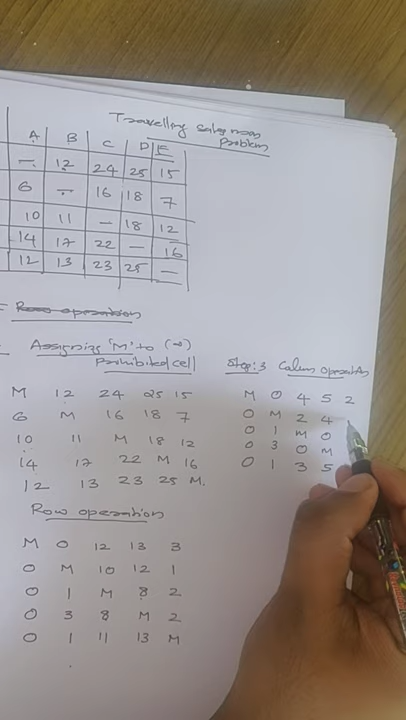 Travelling salesman
Problem
A B C D E
— 12 24 25 15
6 — 16 18 7
10 11 — 18 12
14 17 22 — 16
12 13 23 25 —
= Row operation
Assigning 'M' to (∞)
Prohibited cell
M 12 24 25 15
6 M 16 18 7
10 11 M 18 12
14 17 22 M 16
12 13 23 25 M.
Row operation
M 0 12 13 3
0 M 10 12 1
0 1 M 8 2
0 3 8 M 2
0 1 11 13 M
Step:3 Colum operation
M 0 4 5 2
0 M 2 4
0 1 M 0
0 3 0 M
0 1 3 5